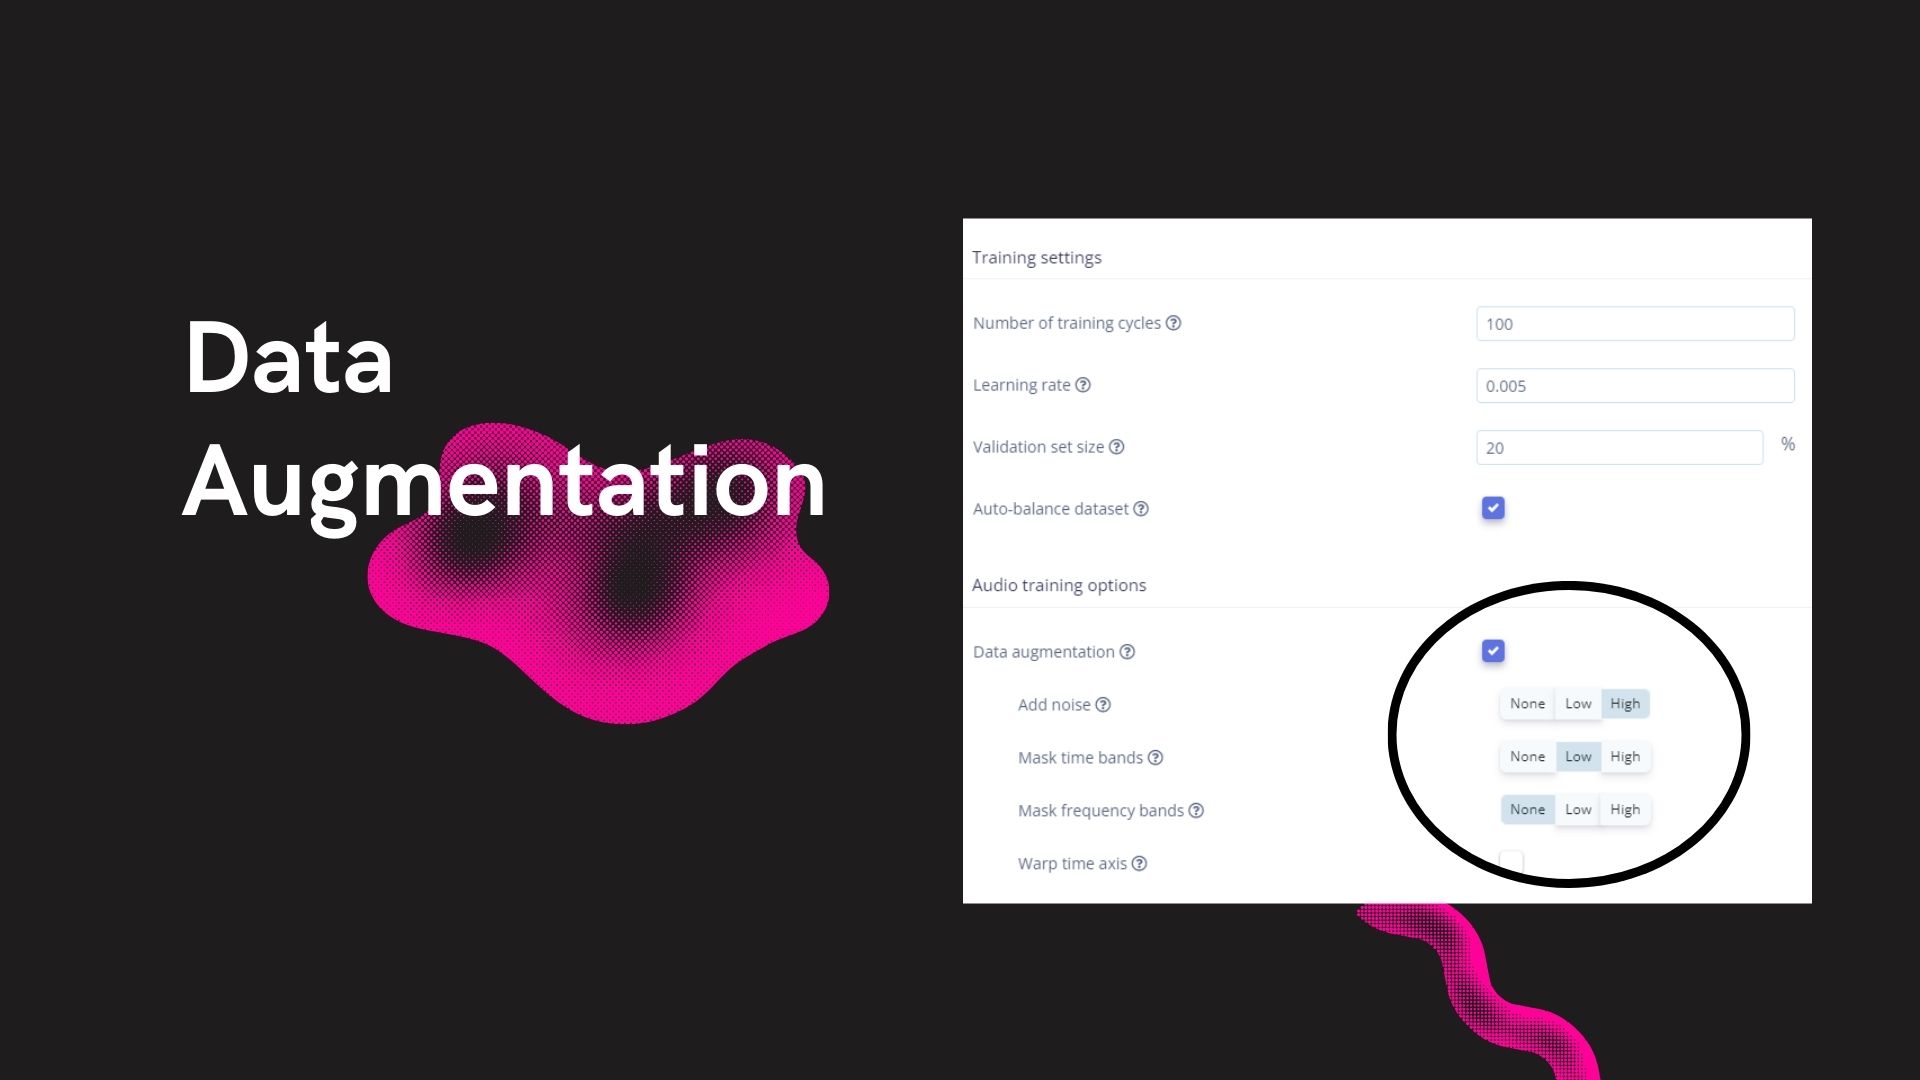 Data
Augmentation
Training settings
Number of training cycles 100
Learning rate 0.005
Validation set size 20 %
Auto-balance dataset
Audio training options
Data augmentation
Add noise None Low High
Mask time bands None Low High
Mask frequency bands None Low High
Warp time axis